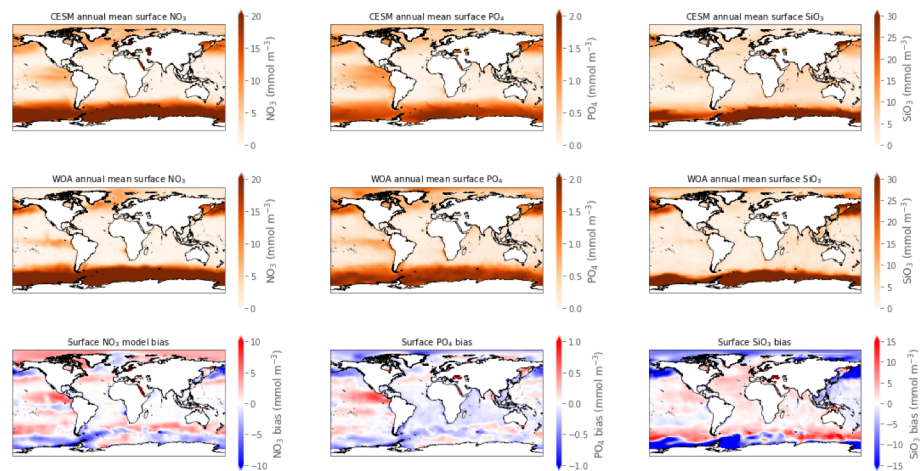 CESM annual mean surface NO₃
20
15
10
5
0
NO₃ (mmol m⁻³)
CESM annual mean surface PO₄
2.0
1.5
1.0
0.5
0.0
PO₄ (mmol m⁻³)
CESM annual mean surface SiO₃
30
25
20
15
10
5
0
SiO₃ (mmol m⁻³)
WOA annual mean surface NO₃
20
15
10
5
0
NO₃ (mmol m⁻³)
WOA annual mean surface PO₄
2.0
1.5
1.0
0.5
0.0
PO₄ (mmol m⁻³)
WOA annual mean surface SiO₃
30
25
20
15
10
5
0
SiO₃ (mmol m⁻³)
Surface NO₃ model bias
10
5
0
−5
−10
NO₃ bias (mmol m⁻³)
Surface PO₄ bias
1.0
0.5
0.0
−0.5
−1.0
PO₄ bias (mmol m⁻³)
Surface SiO₃ bias
15
10
5
0
−5
−10
−15
SiO₃ bias (mmol m⁻³)